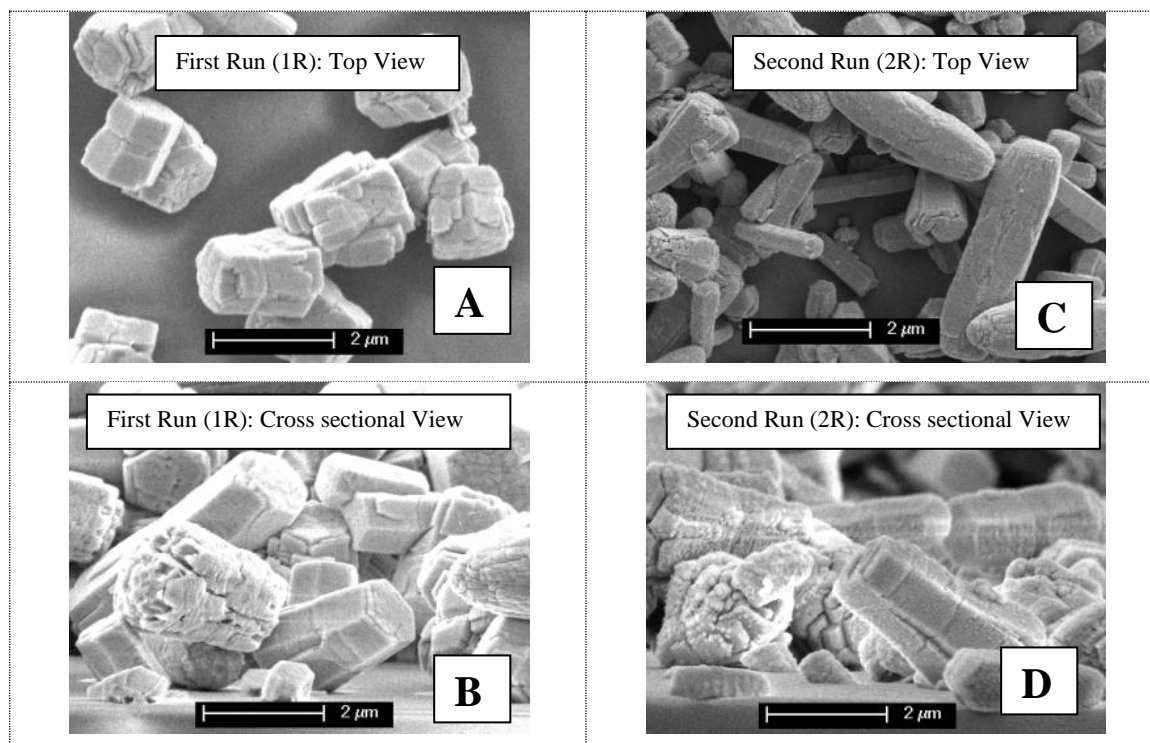 First Run (1R): Top View
A
2 μm
Second Run (2R): Top View
C
2 μm
First Run (1R): Cross sectional View
B
2 μm
Second Run (2R): Cross sectional View
D
2 μm